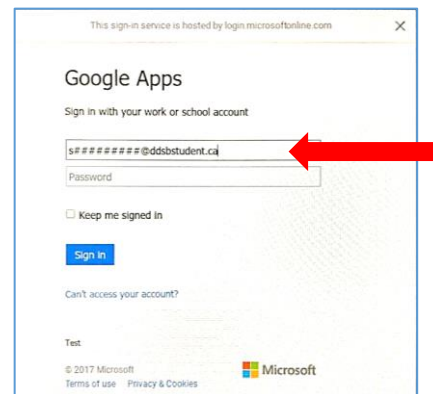 This sign-in service is hosted by login.microsoftonline.com
Google Apps
Sign in with your work or school account
s#########@ddsbstudent.ca
Password
Keep me signed in
Sign in
Can't access your account?
Test
© 2017 Microsoft
Microsoft
Terms of use Privacy & Cookies